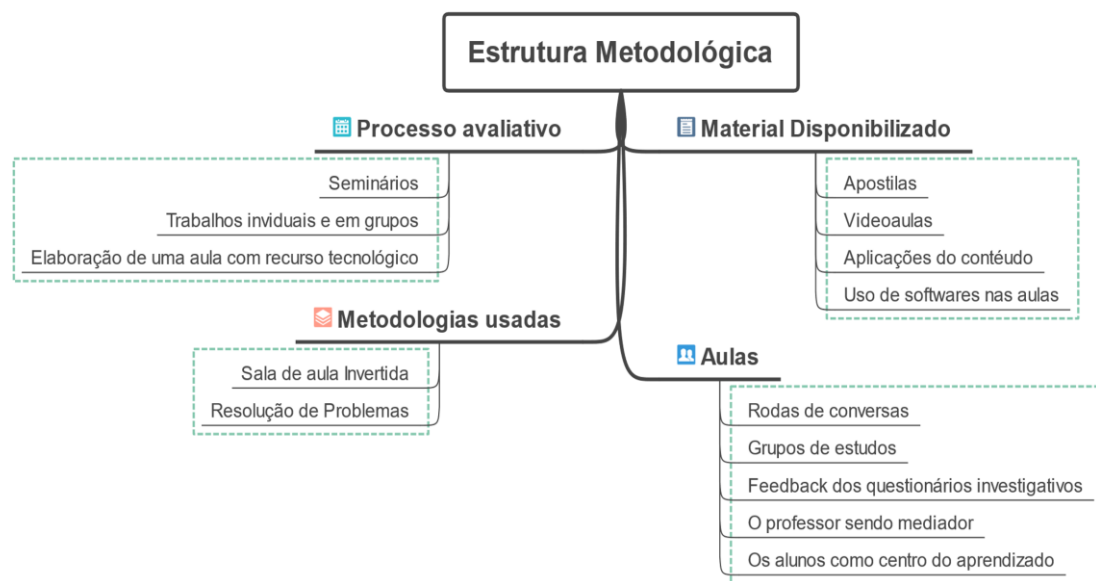 Estrutura Metodológica
Processo avaliativo
Seminários
Trabalhos inviduais e em grupos
Elaboração de uma aula com recurso tecnológico
Material Disponibilizado
Apostilas
Videoaulas
Aplicações do contéudo
Uso de softwares nas aulas
Metodologias usadas
Sala de aula Invertida
Resolução de Problemas
Aulas
Rodas de conversas
Grupos de estudos
Feedback dos questionários investigativos
O professor sendo mediador
Os alunos como centro do aprendizado